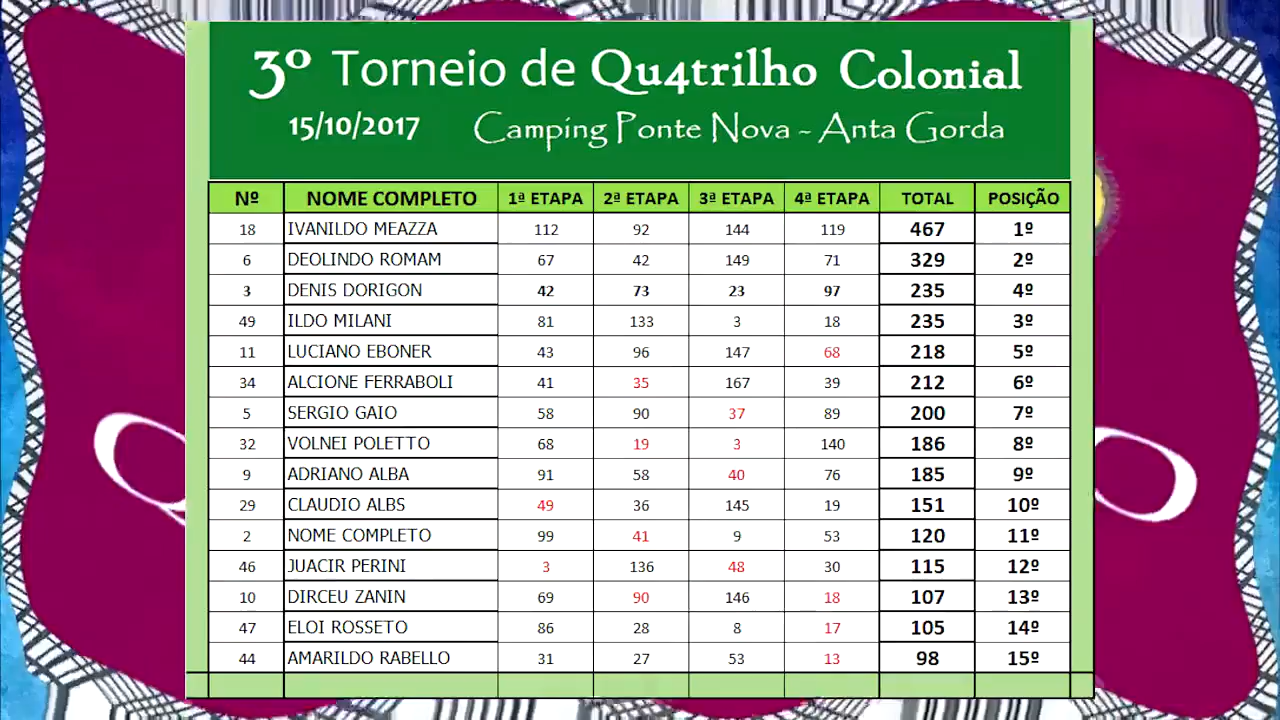 3º Torneio de Qu4trilho Colonial
15/10/2017 Camping Ponte Nova - Anta Gorda
Nº NOME COMPLETO 1ª ETAPA 2ª ETAPA 3ª ETAPA 4ª ETAPA TOTAL POSIÇÃO
18 IVANILDO MEAZZA 112 92 144 119 467 1º
6 DEOLINDO ROMAM 67 42 149 71 329 2º
3 DENIS DORIGON 42 73 23 97 235 4º
49 ILDO MILANI 81 133 3 18 235 3º
11 LUCIANO EBONER 43 96 147 68 218 5º
34 ALCIONE FERRABOLI 41 35 167 39 212 6º
5 SERGIO GAIO 58 90 37 89 200 7º
32 VOLNEI POLETTO 68 19 3 140 186 8º
9 ADRIANO ALBA 91 58 40 76 185 9º
29 CLAUDIO ALBS 49 36 145 19 151 10º
2 NOME COMPLETO 99 41 9 53 120 11º
46 JUACIR PERINI 3 136 48 30 115 12º
10 DIRCEU ZANIN 69 90 146 18 107 13º
47 ELOI ROSSETO 86 28 8 17 105 14º
44 AMARILDO RABELLO 31 27 53 13 98 15º